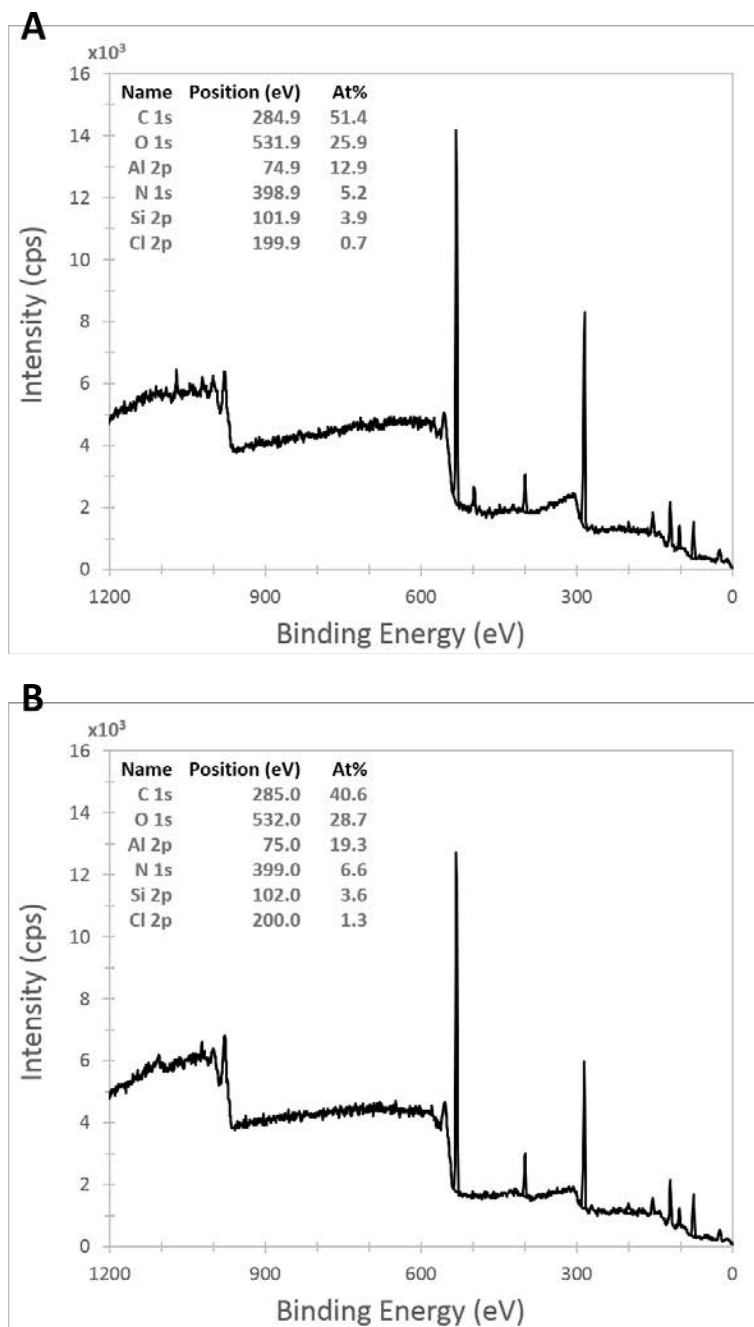 A
x10³
16
14
12
10
8
6
4
2
0
Name Position (eV) At%
C 1s 284.9 51.4
O 1s 531.9 25.9
Al 2p 74.9 12.9
N 1s 398.9 5.2
Si 2p 101.9 3.9
Cl 2p 199.9 0.7
Intensity (cps)
1200 900 600 300 0
Binding Energy (eV)
B
x10³
16
14
12
10
8
6
4
2
0
Name Position (eV) At%
C 1s 285.0 40.6
O 1s 532.0 28.7
Al 2p 75.0 19.3
N 1s 399.0 6.6
Si 2p 102.0 3.6
Cl 2p 200.0 1.3
Intensity (cps)
1200 900 600 300 0
Binding Energy (eV)